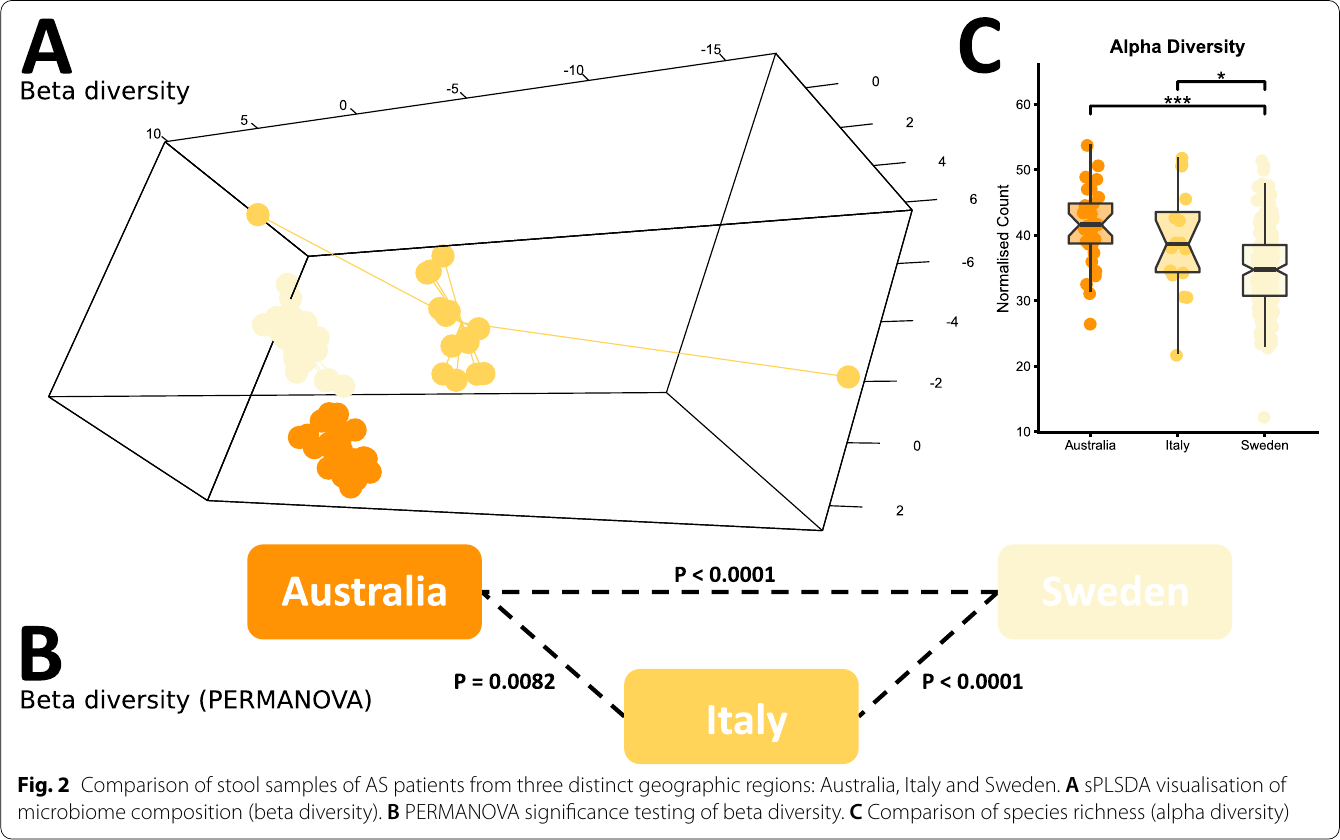 A
Beta diversity
10
5
0
-5
-10
-15
0
2
4
6
-6
-4
-2
0
2
C
Alpha Diversity
*
***
Normalised Count
60
50
40
30
20
10
Australia Italy Sweden
Australia
P < 0.0001
Sweden
B
Beta diversity (PERMANOVA)
P = 0.0082
P < 0.0001
Italy
Fig. 2 Comparison of stool samples of AS patients from three distinct geographic regions: Australia, Italy and Sweden. A sPLSDA visualisation of
microbiome composition (beta diversity). B PERMANOVA significance testing of beta diversity. C Comparison of species richness (alpha diversity)